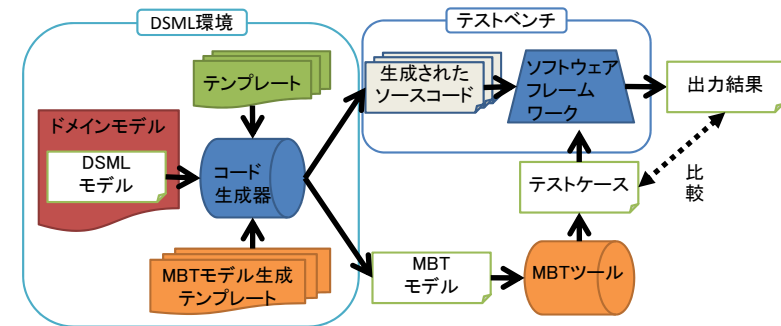 DSML環境
テストベンチ
テンプレート
生成された
ソースコード
ソフトウェア
フレーム
ワーク
出力結果
ドメインモデル
DSML
モデル
コード
生成器
テストケース
比
較
MBTモデル生成
テンプレート
MBT
モデル
MBTツール